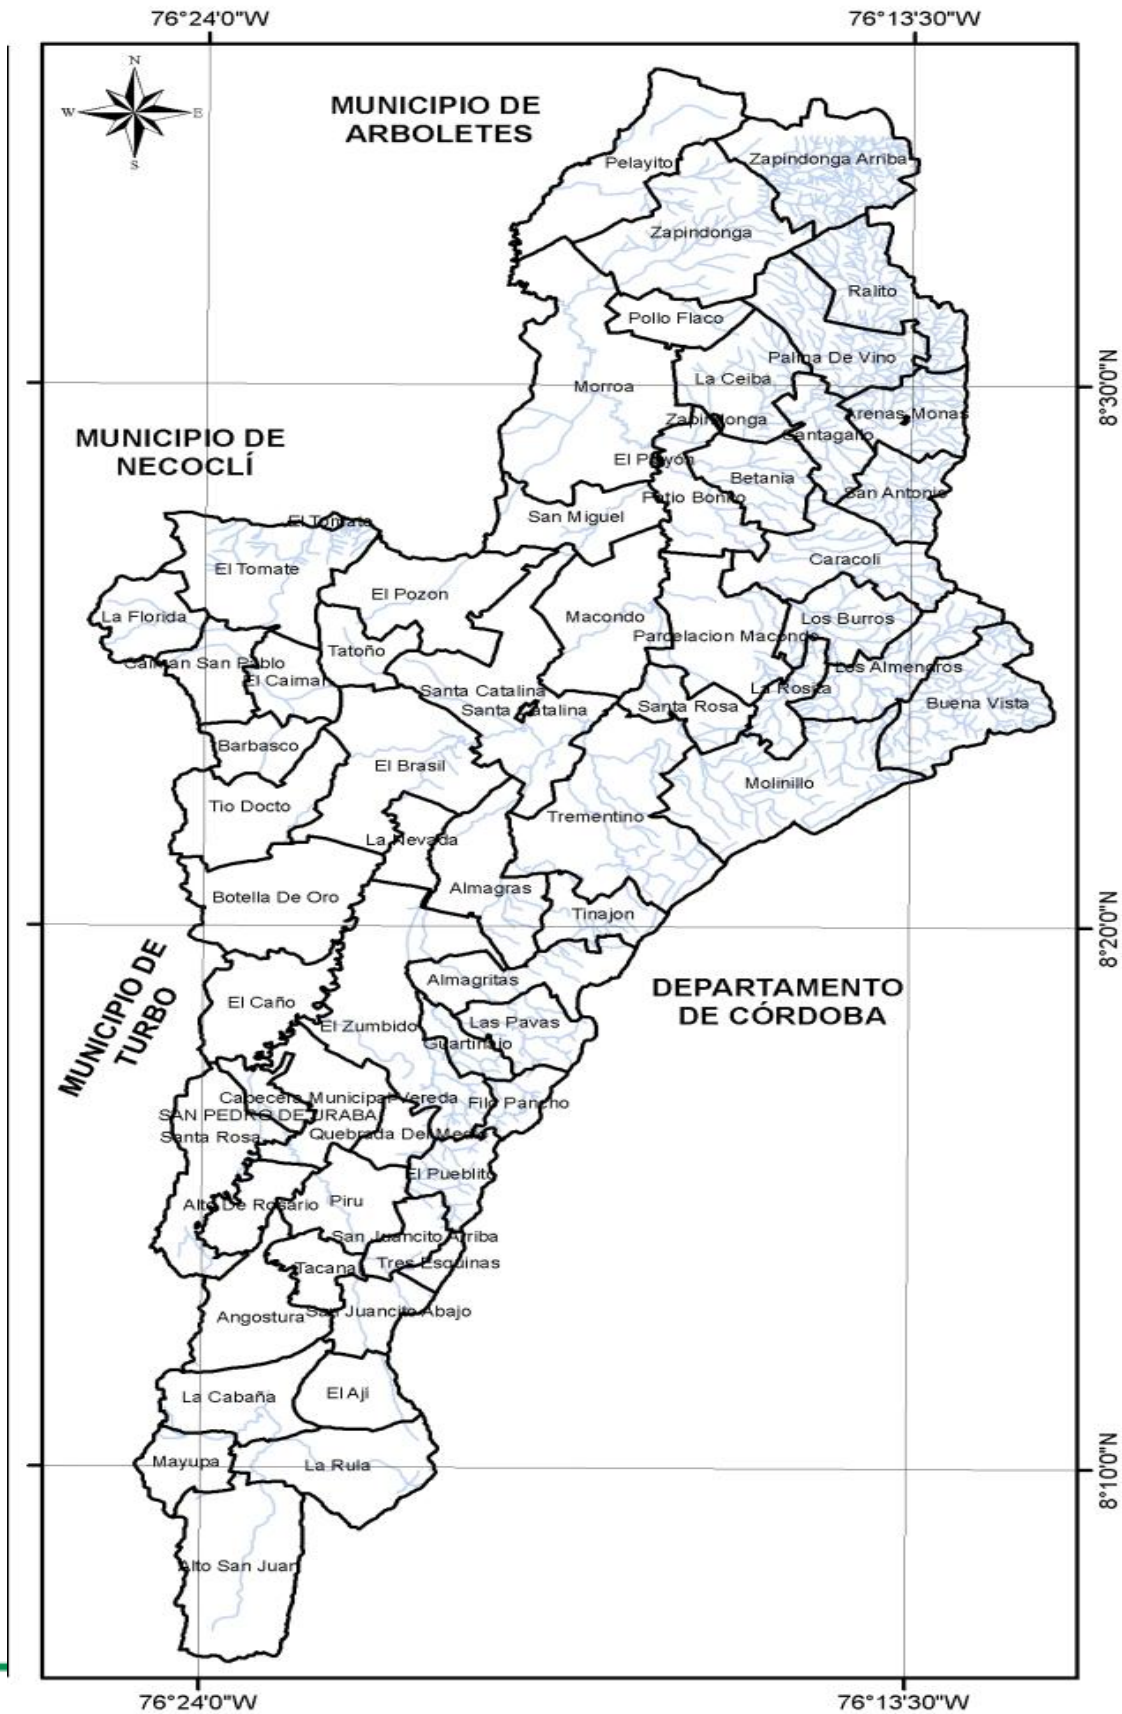 76°24'0"W
76°13'30"W
N
W
E
S
MUNICIPIO DE
ARBOLETES
Pelayito
Zapindonga Arriba
Zapindonga
Ralito
Pollo Flaco
Palma De Vino
La Ceiba
8°30'0"N
Morroa
Arenas Monas
Zapindonga
Cantagallo
MUNICIPIO DE
NECOCLÍ
El Payón
Betania
Patio Bonito
San Antonio
San Miguel
El Tomate
El Tomate
Caracoli
El Pozon
La Florida
Macondo
Los Burros
Parcelacion Macondo
Tatoño
Caiman San Pablo
Los Almendros
El Caiman
Santa Catalina
La Rosita
Santa Catalina
Santa Rosa
Buena Vista
Barbasco
El Brasil
Molinillo
Tio Docto
Trementino
La Nevada
Almagras
Botella De Oro
Tinajon
8°20'0"N
MUNICIPIO DE
TURBO
Almagritas
DEPARTAMENTO
DE CÓRDOBA
El Caño
Las Pavas
El Zumbido
Guartinajo
Cabecera Municipal-Vereda
Filo Pancho
SAN PEDRO DE URABA
Santa Rosa
Quebrada Del Medio
El Pueblito
Alto De Rosario
Piru
San Juancito Arriba
Tacanal
Tres Esquinas
Angostura
San Juancito Abajo
La Cabaña
El Ají
Mayupa
La Rula
8°10'0"N
Alto San Juan
76°24'0"W
76°13'30"W